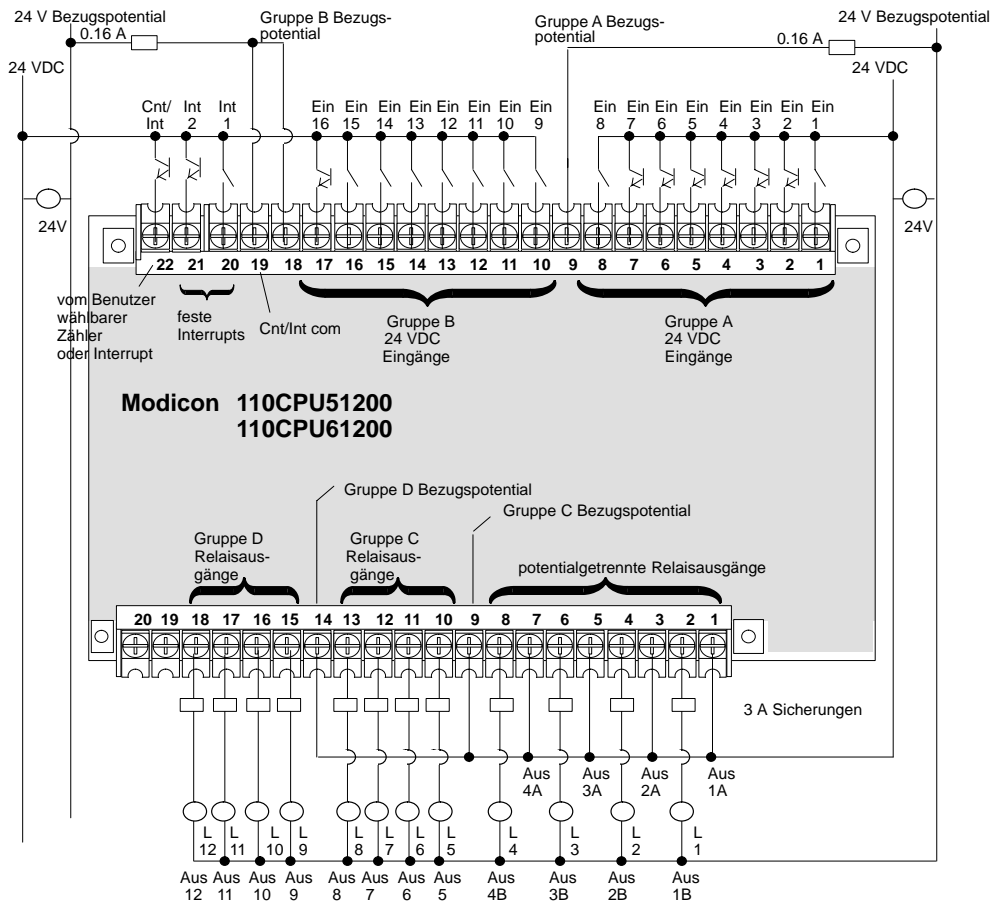 24 V Bezugspotential
0.16 A
24 VDC
Gruppe B Bezugs-
potential
Gruppe A Bezugs-
potential
24 V Bezugspotential
0.16 A
24 VDC
Cnt/
Int
Int
2
Int
1
Ein
16
Ein
15
Ein
14
Ein
13
Ein
12
Ein
11
Ein
10
Ein
9
Ein
8
Ein
7
Ein
6
Ein
5
Ein
4
Ein
3
Ein
2
Ein
1
24V
24V
22 21 20 19 18 17 16 15 14 13 12 11 10 9 8 7 6 5 4 3 2 1
vom Benutzer
wählbarer
Zähler
oder Interrupt
feste
Interrupts
Cnt/Int com
Gruppe B
24 VDC
Eingänge
Gruppe A
24 VDC
Eingänge
Modicon 110CPU51200
110CPU61200
Gruppe D Bezugspotential
Gruppe C Bezugspotential
Gruppe D
Relaisaus-
gänge
Gruppe C
Relaisaus-
gänge
potentialgetrennte Relaisausgänge
20 19 18 17 16 15 14 13 12 11 10 9 8 7 6 5 4 3 2 1
3 A Sicherungen
Aus
4A
Aus
3A
Aus
2A
Aus
1A
L
12
L
11
L
10
L
9
L
8
L
7
L
6
L
5
L
4
L
3
L
2
L
1
Aus
12
Aus
11
Aus
10
Aus
9
Aus
8
Aus
7
Aus
6
Aus
5
Aus
4B
Aus
3B
Aus
2B
Aus
1B